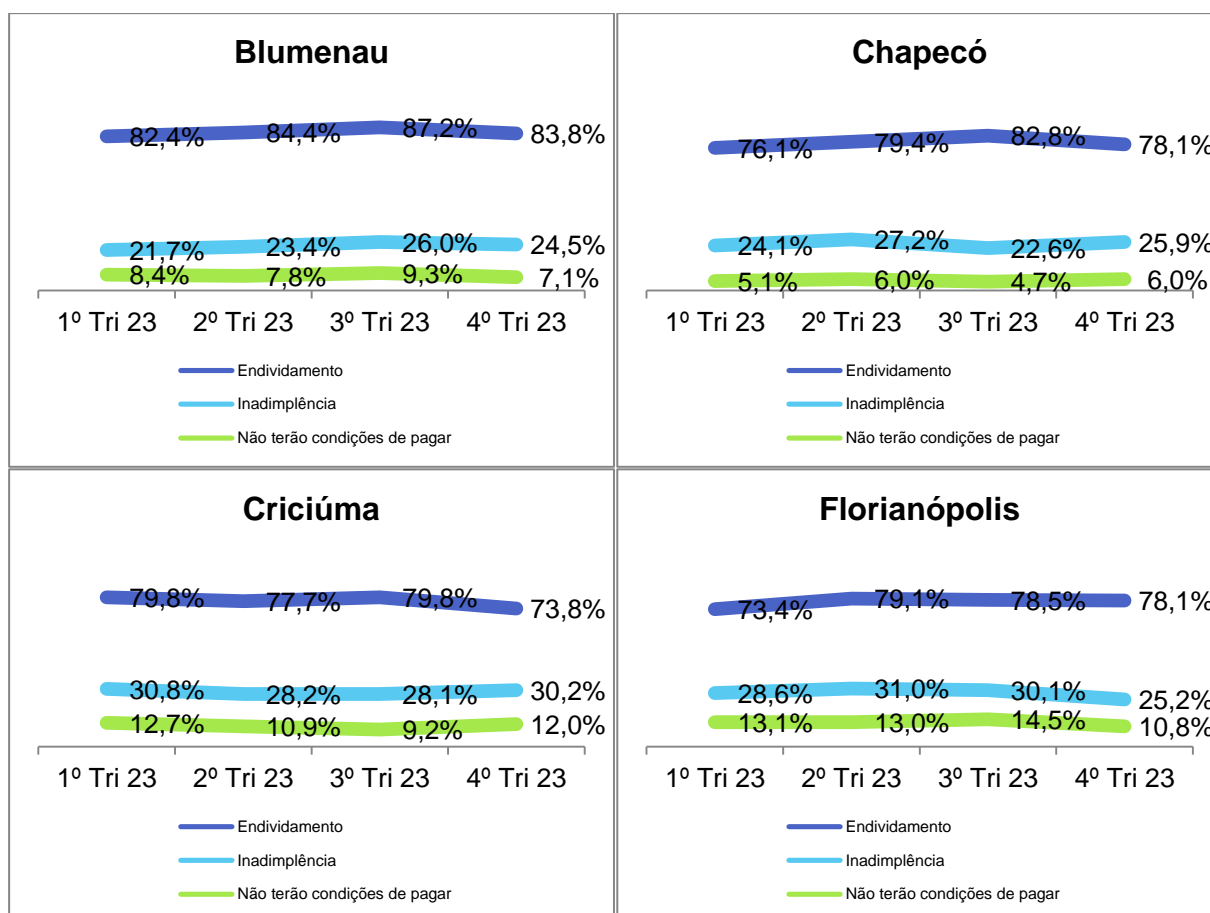 Blumenau
82,4% 84,4% 87,2% 83,8%
21,7% 23,4% 26,0% 24,5%
8,4% 7,8% 9,3% 7,1%
1º Tri 23 2º Tri 23 3º Tri 23 4º Tri 23
Endividamento
Inadimplência
Não terão condições de pagar
Chapecó
76,1% 79,4% 82,8% 78,1%
24,1% 27,2% 22,6% 25,9%
5,1% 6,0% 4,7% 6,0%
1º Tri 23 2º Tri 23 3º Tri 23 4º Tri 23
Endividamento
Inadimplência
Não terão condições de pagar
Criciúma
79,8% 77,7% 79,8% 73,8%
30,8% 28,2% 28,1% 30,2%
12,7% 10,9% 9,2% 12,0%
1º Tri 23 2º Tri 23 3º Tri 23 4º Tri 23
Endividamento
Inadimplência
Não terão condições de pagar
Florianópolis
73,4% 79,1% 78,5% 78,1%
28,6% 31,0% 30,1% 25,2%
13,1% 13,0% 14,5% 10,8%
1º Tri 23 2º Tri 23 3º Tri 23 4º Tri 23
Endividamento
Inadimplência
Não terão condições de pagar